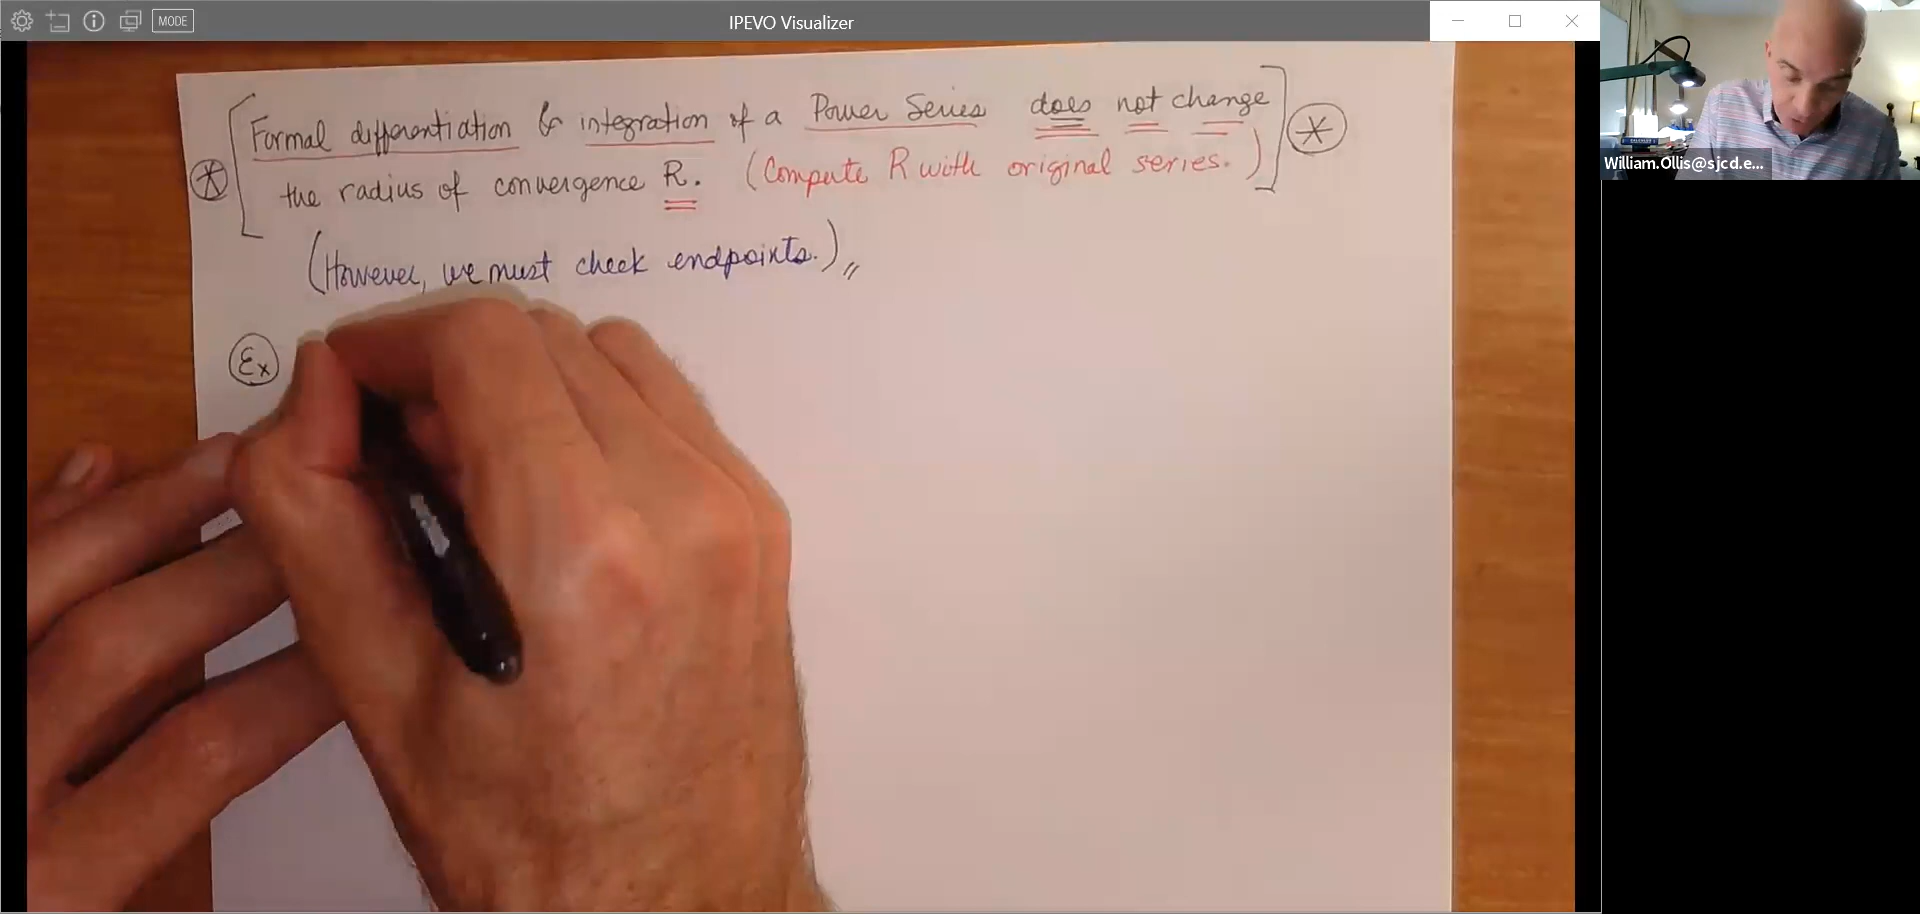 MODE
IPEVO Visualizer
Formal differentiation & integration of a Power Series does not change
the radius of convergence R. (Compute R with original series.)
(However, we must check endpoints.)
Ex
William.Ollis@sjcd.e...